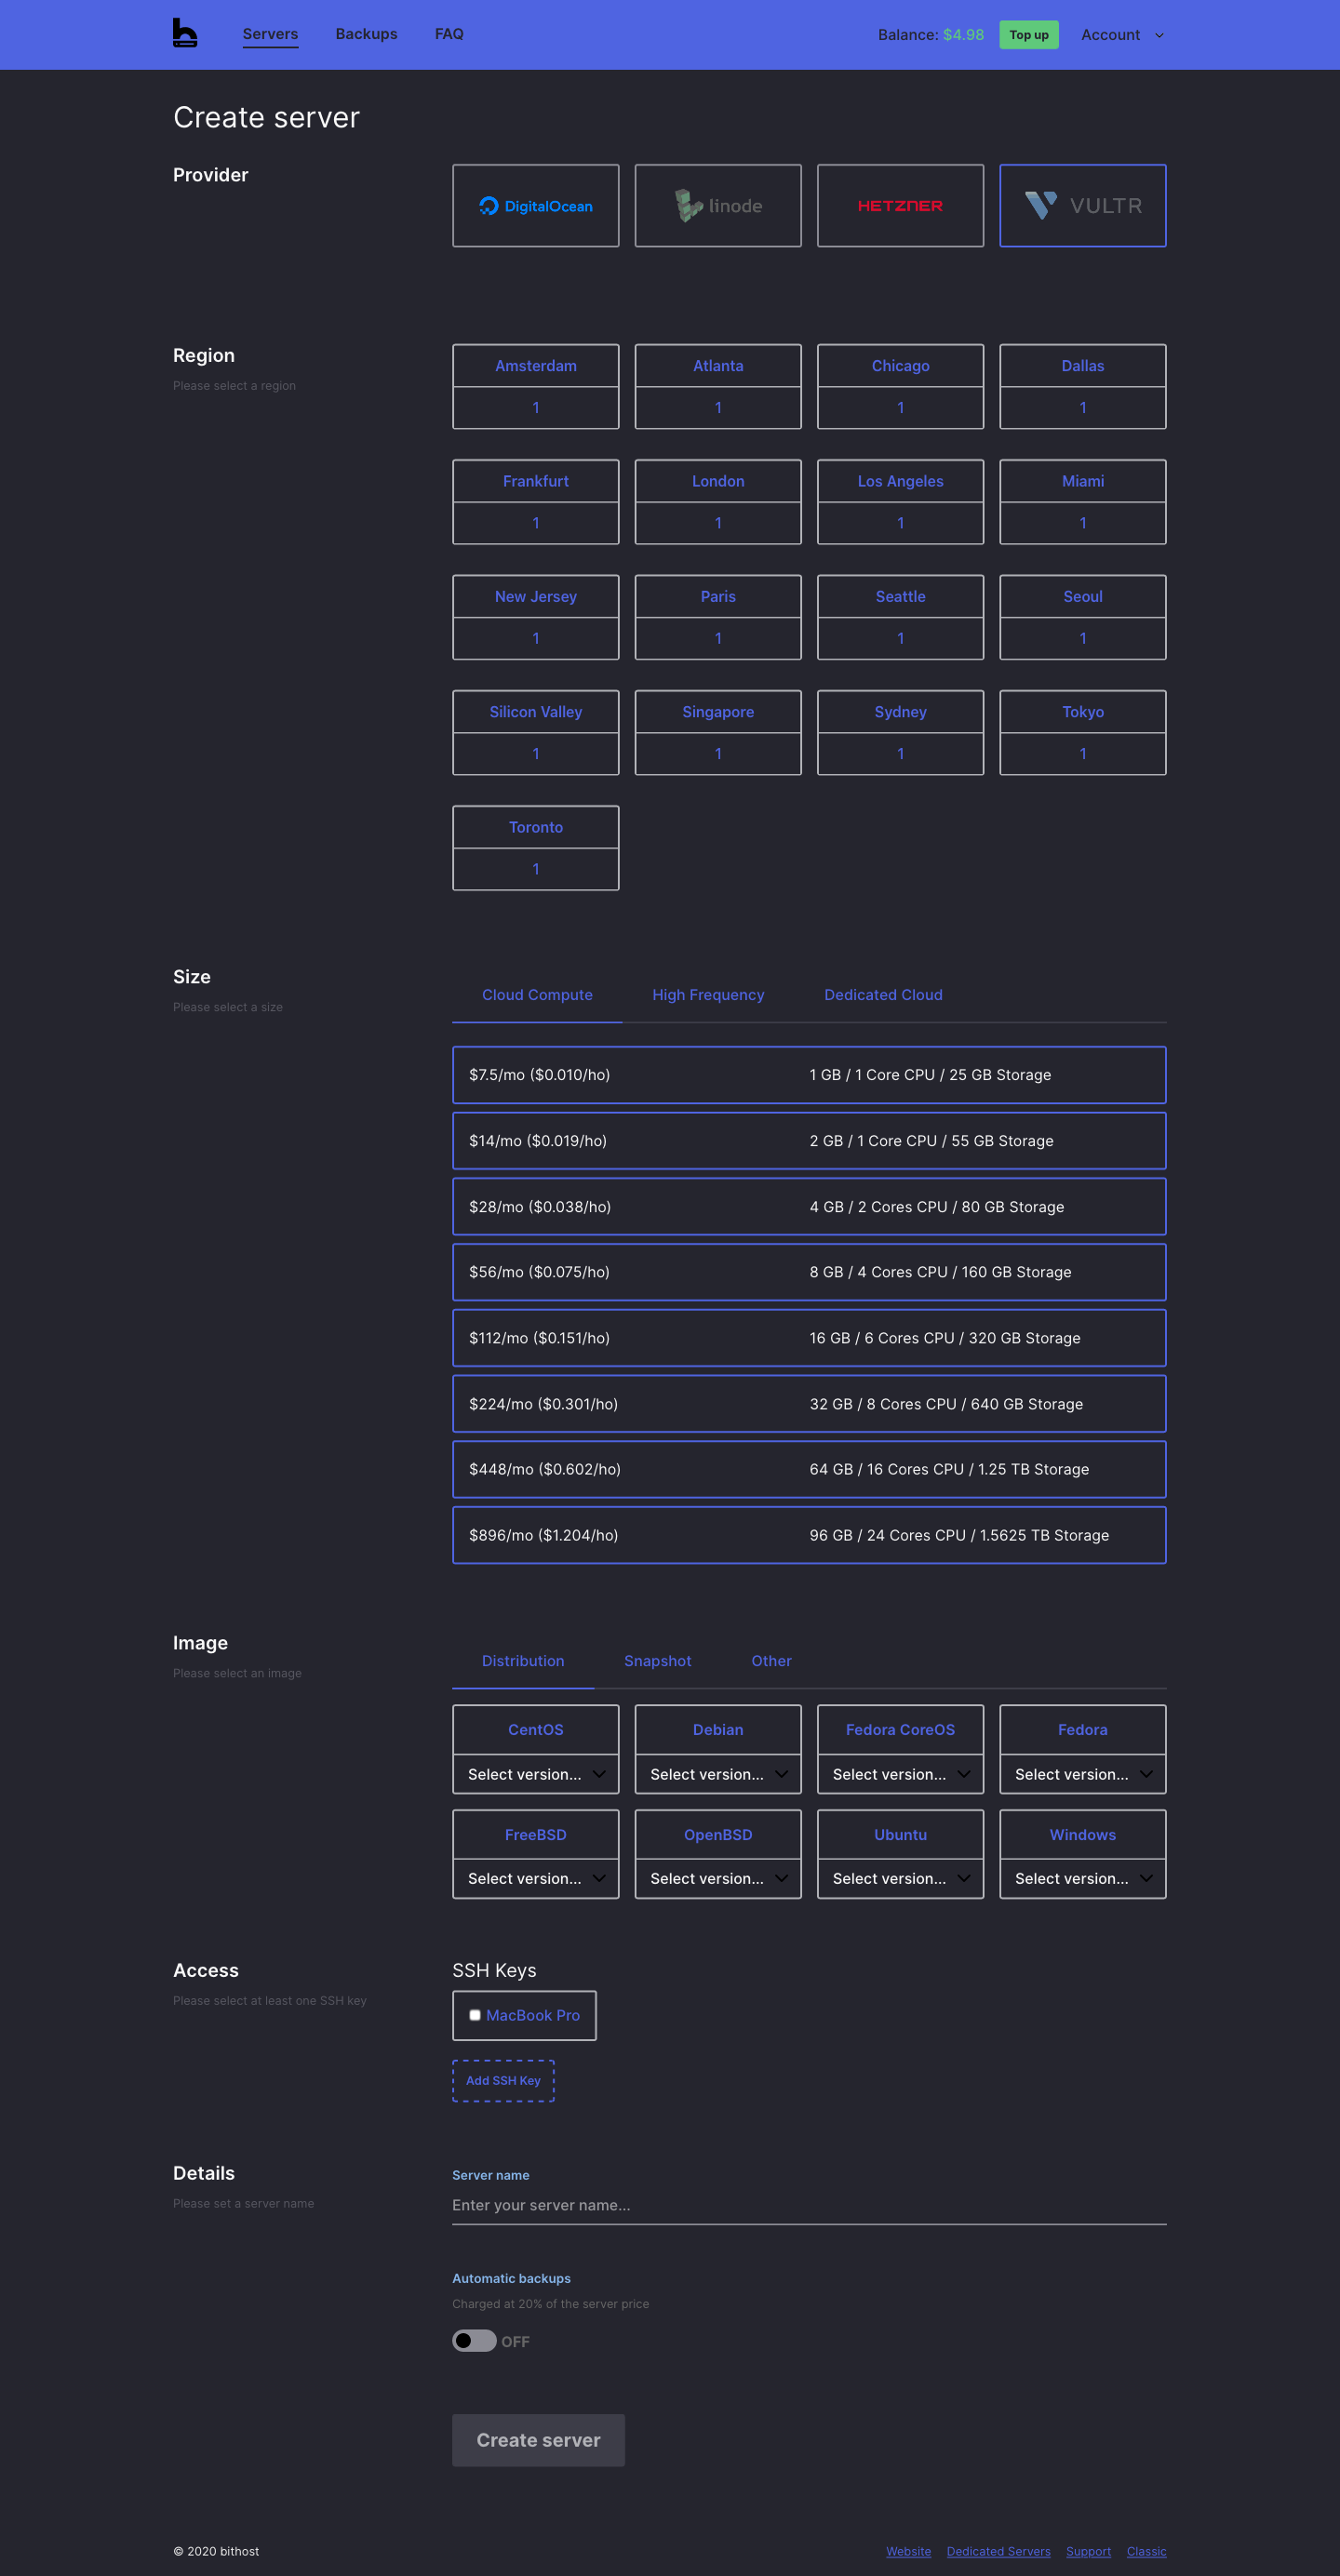 Servers Backups FAQ Balance: $4.98 Top up Account
Create server
Provider
DigitalOcean linode HETZNER VULTR
Region
Please select a region
Amsterdam Atlanta Chicago Dallas
1 1 1 1
Frankfurt London Los Angeles Miami
1 1 1 1
New Jersey Paris Seattle Seoul
1 1 1 1
Silicon Valley Singapore Sydney Tokyo
1 1 1 1
Toronto
1
Size
Please select a size
Cloud Compute High Frequency Dedicated Cloud
$7.5/mo ($0.010/ho) 1 GB / 1 Core CPU / 25 GB Storage
$14/mo ($0.019/ho) 2 GB / 1 Core CPU / 55 GB Storage
$28/mo ($0.038/ho) 4 GB / 2 Cores CPU / 80 GB Storage
$56/mo ($0.075/ho) 8 GB / 4 Cores CPU / 160 GB Storage
$112/mo ($0.151/ho) 16 GB / 6 Cores CPU / 320 GB Storage
$224/mo ($0.301/ho) 32 GB / 8 Cores CPU / 640 GB Storage
$448/mo ($0.602/ho) 64 GB / 16 Cores CPU / 1.25 TB Storage
$896/mo ($1.204/ho) 96 GB / 24 Cores CPU / 1.5625 TB Storage
Image
Please select an image
Distribution Snapshot Other
CentOS Debian Fedora CoreOS Fedora
Select version... Select version... Select version... Select version...
FreeBSD OpenBSD Ubuntu Windows
Select version... Select version... Select version... Select version...
Access
Please select at least one SSH key
SSH Keys
MacBook Pro
Add SSH Key
Details
Please set a server name
Server name
Enter your server name...
Automatic backups
Charged at 20% of the server price
OFF
Create server
© 2020 bithost Website Dedicated Servers Support Classic